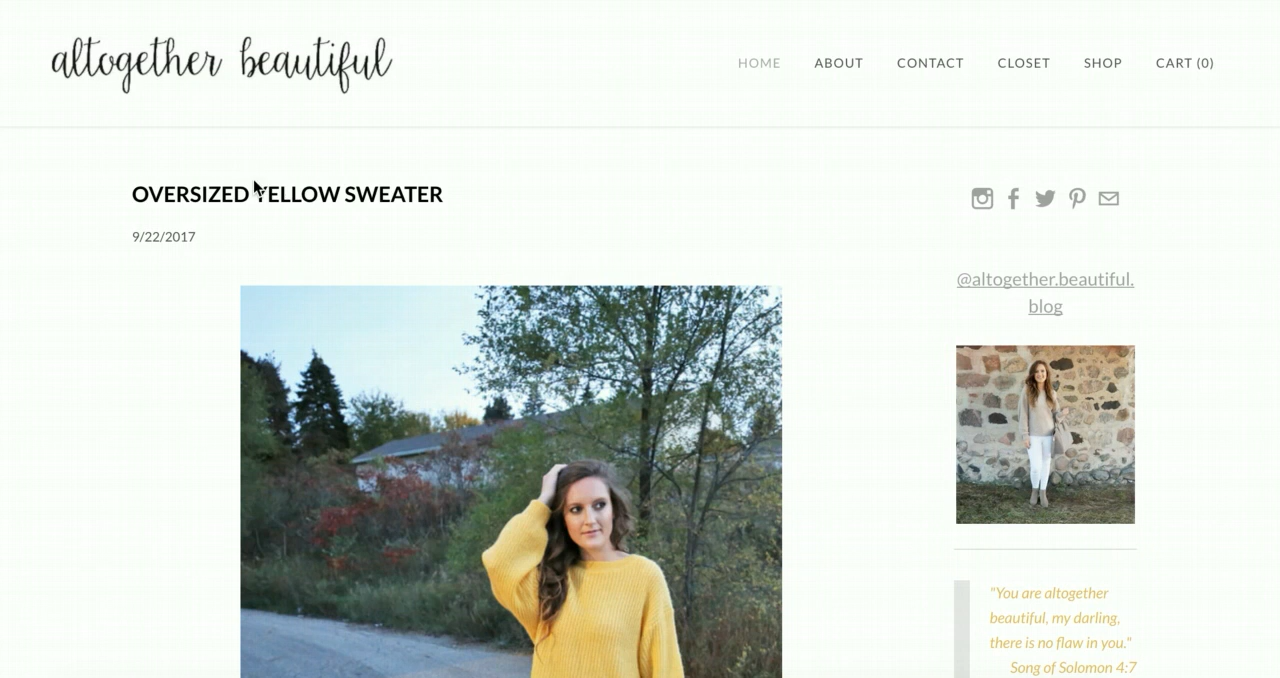 altogether beautiful
HOME ABOUT CONTACT CLOSET SHOP CART (0)
OVERSIZED YELLOW SWEATER
9/22/2017
@altogether.beautiful.
blog
"You are altogether
beautiful, my darling,
there is no flaw in you."
Song of Solomon 4:7